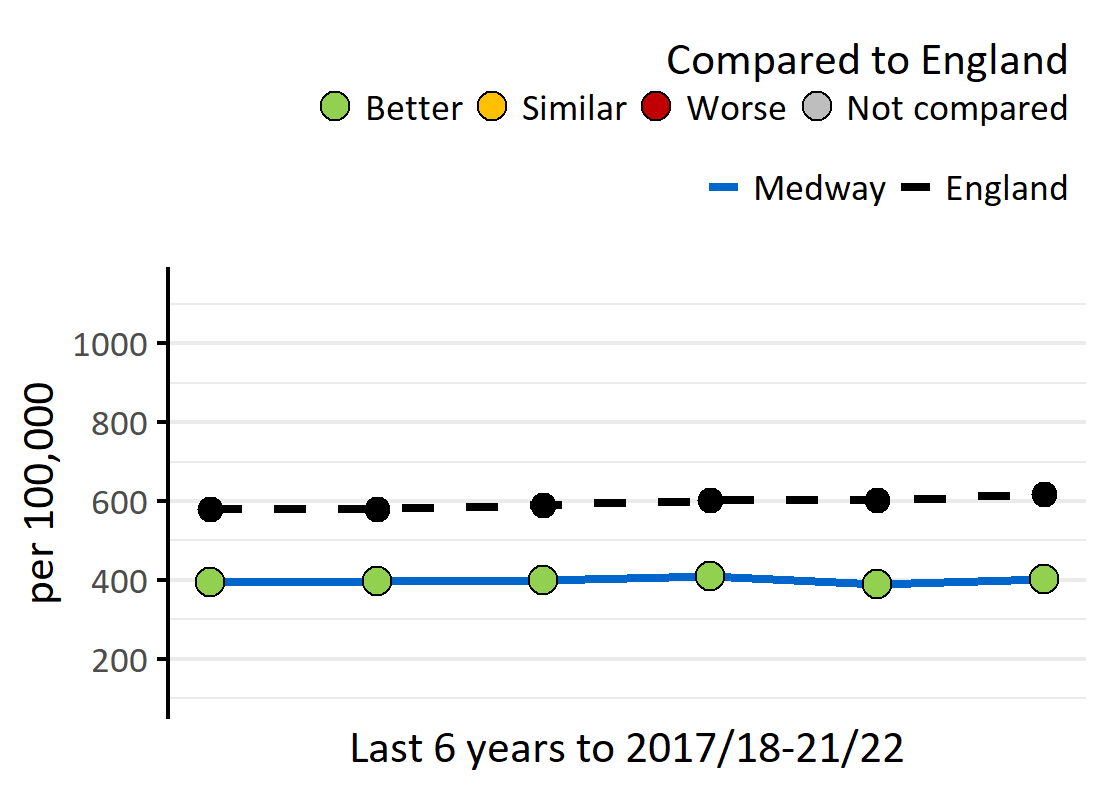 Compared to England
Better Similar Worse Not compared
Medway England
1000
800
600
400
200
per 100,000
Last 6 years to 2017/18-21/22